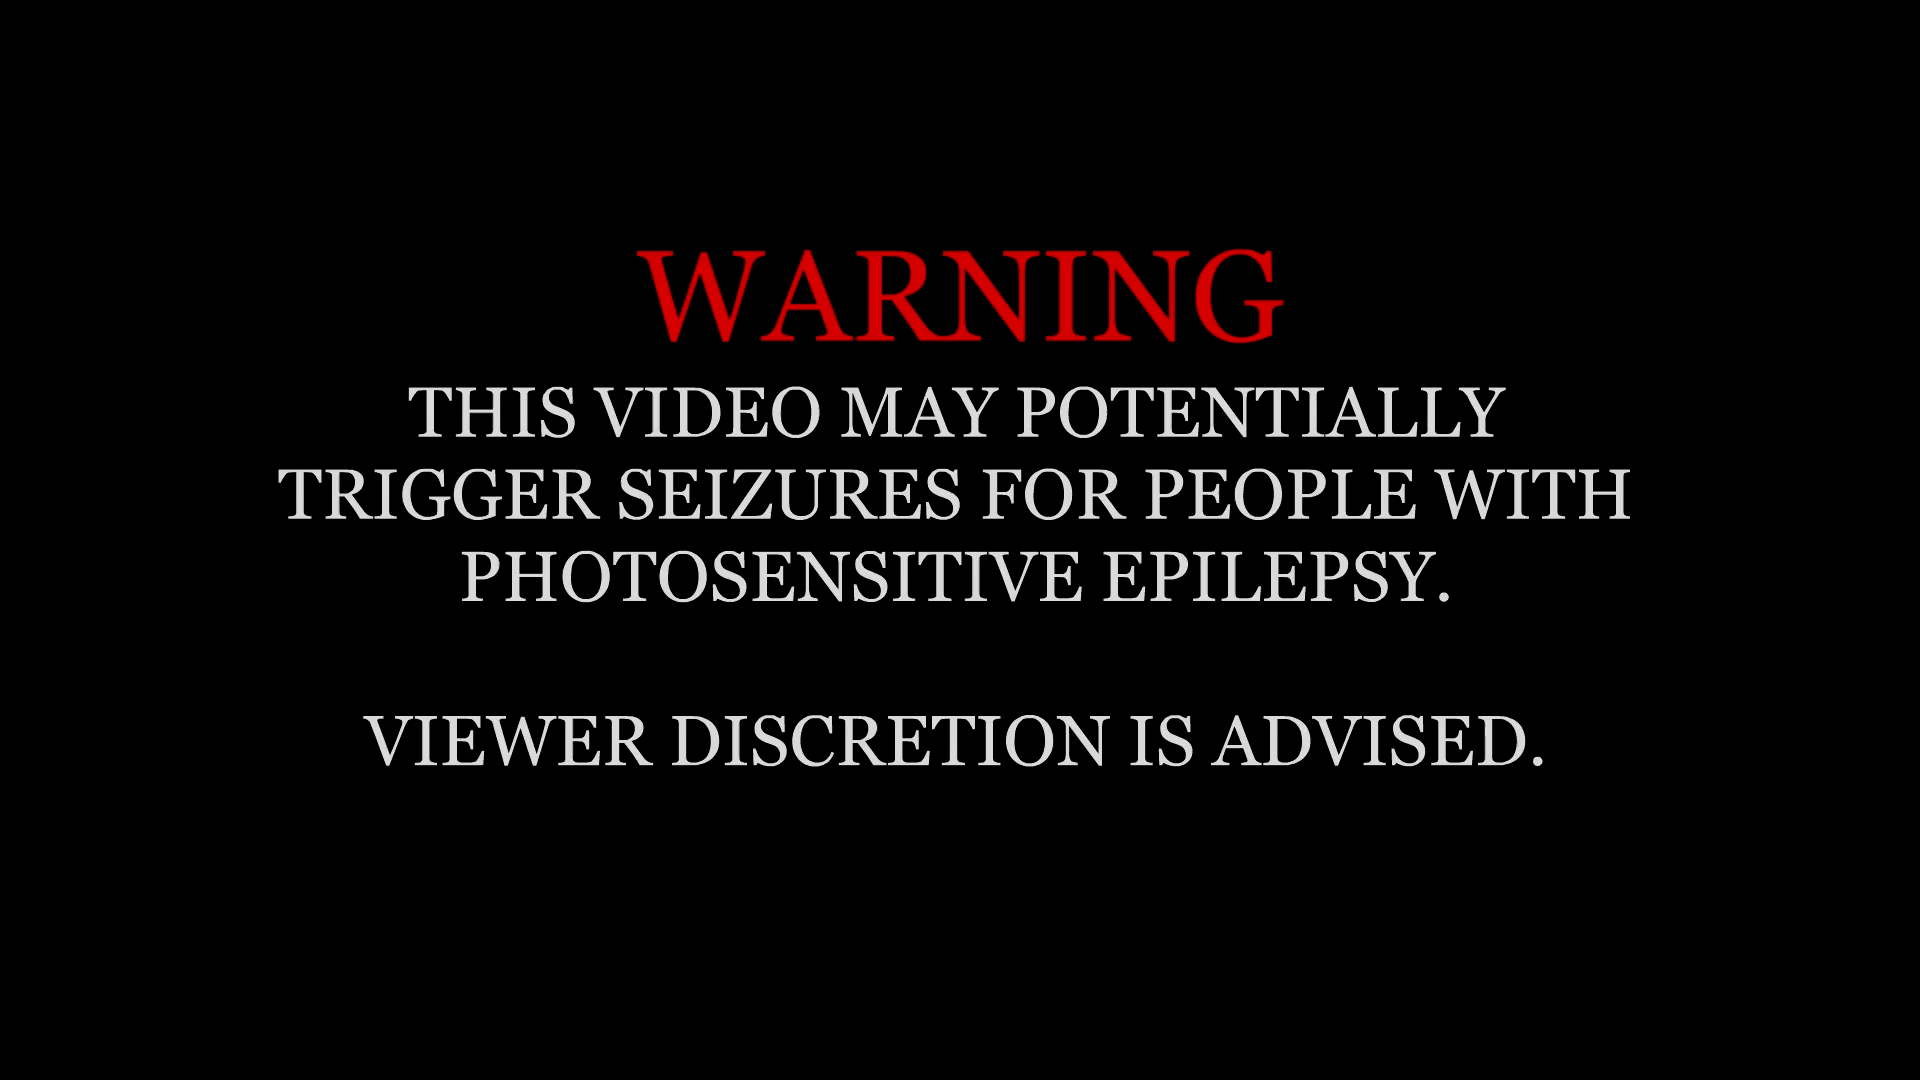 WARNING
THIS VIDEO MAY POTENTIALLY
TRIGGER SEIZURES FOR PEOPLE WITH
PHOTOSENSITIVE EPILEPSY.
VIEWER DISCRETION IS ADVISED.